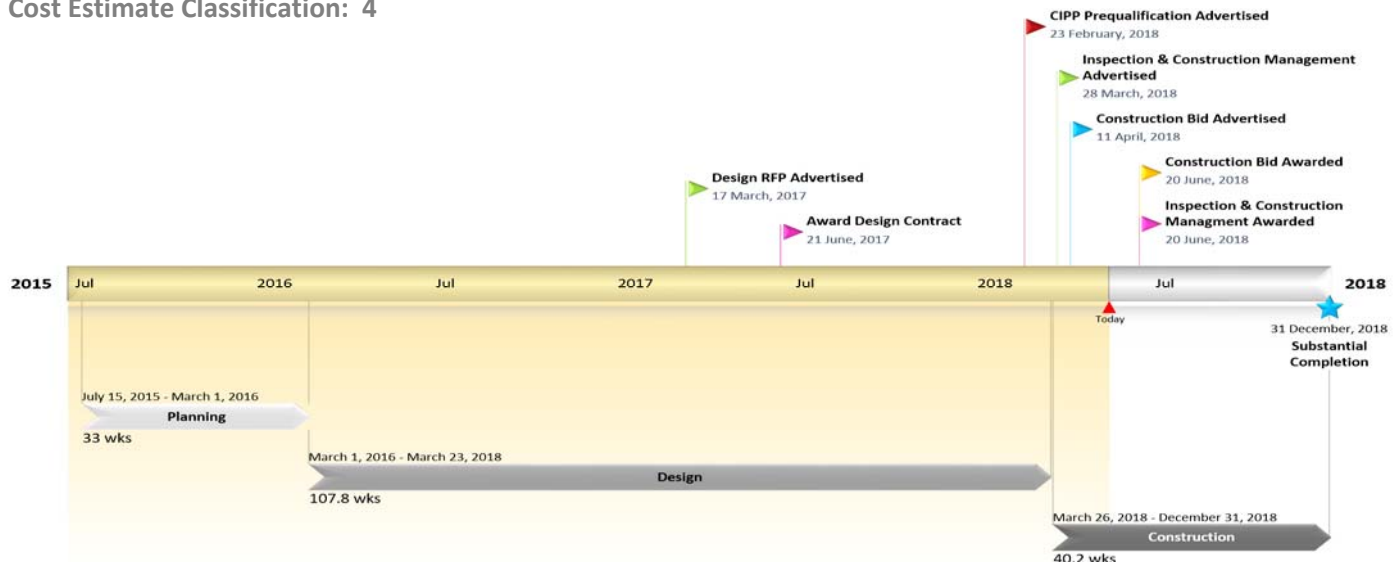 Cost Estimate Classification: 4
CIPP Prequalification Advertised
23 February, 2018
Inspection & Construction Management
Advertised
28 March, 2018
Construction Bid Advertised
11 April, 2018
Construction Bid Awarded
20 June, 2018
Design RFP Advertised
17 March, 2017
Inspection & Construction
Managment Awarded
20 June, 2018
Award Design Contract
21 June, 2017
2015 Jul 2016 Jul 2017 Jul 2018 Jul 2018
Today
31 December, 2018
Substantial
Completion
July 15, 2015 - March 1, 2016
Planning
33 wks
March 1, 2016 - March 23, 2018
Design
107.8 wks
March 26, 2018 - December 31, 2018
Construction
40.2 wks